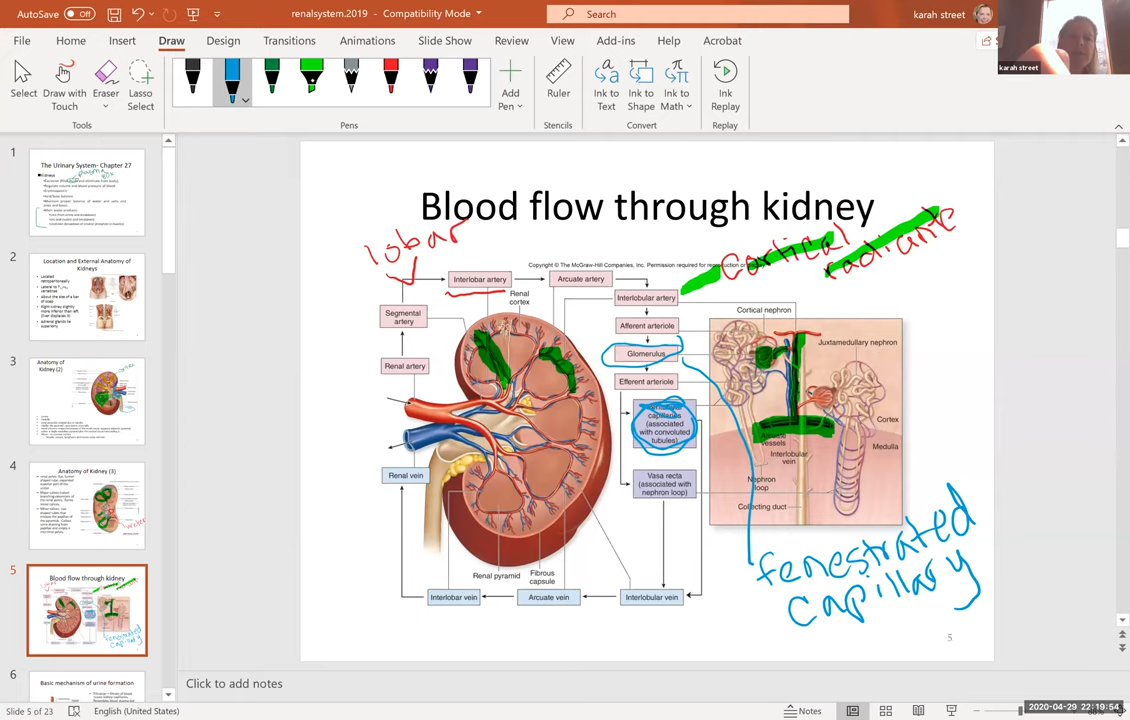 AutoSave Off
renalsystem.2019 - Compatibility Mode
Search
karah street
File Home Insert Draw Design Transitions Animations Slide Show Review View Add-ins Help Acrobat
Select
Draw with Touch
Eraser
Lasso Select
Add Pen
Ruler
Ink to Text
Ink to Shape
Ink to Math
Ink Replay
Tools
Pens
Stencils
Convert
Replay
karah street
1
The Urinary System- Chapter 27
2
Location and External Anatomy of Kidneys
3
Anatomy of Kidney (2)
4
Anatomy of Kidney (3)
5
Blood flow through kidney
6
Basic mechanism of urine formation
Blood flow through kidney
lobar
Cortical
radiante
Copyright © The McGraw-Hill Companies, Inc. Permission required for reproduction or display.
Interlobar artery
Arcuate artery
Renal cortex
Interlobular artery
Segmental artery
Cortical nephron
Afferent arteriole
Juxtamedullary nephron
Glomerulus
Renal artery
Efferent arteriole
capillaries (associated with convoluted tubules)
Cortex
Arcuate vessels
Medulla
Interlobular vein
Renal vein
Vasa recta (associated with nephron loop)
Nephron loop
Collecting duct
fenestrated
capillary
Renal pyramid
Fibrous capsule
Interlobar vein
Arcuate vein
Interlobular vein
5
Click to add notes
Slide 5 of 23
English (United States)
Notes
2020-04-29 22:19:54